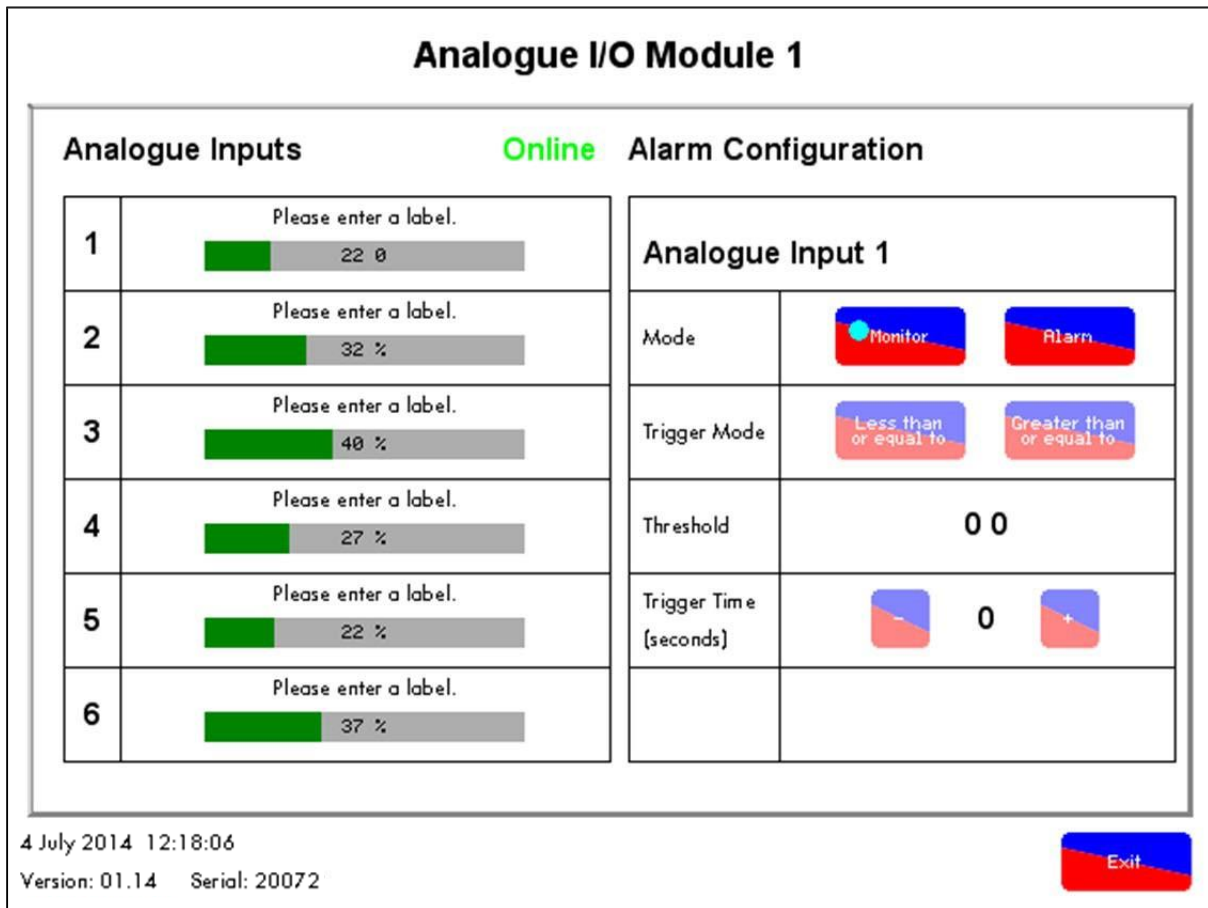 Analogue I/O Module 1
Analogue Inputs
Online
1
Please enter a label.
22 0
2
Please enter a label.
32 %
3
Please enter a label.
40 %
4
Please enter a label.
27 %
5
Please enter a label.
22 %
6
Please enter a label.
37 %
Alarm Configuration
Analogue Input 1
Mode
Monitor
Alarm
Trigger Mode
Less than
or equal to
Greater than
or equal to
Threshold
0 0
Trigger Time
(seconds)
-
0
+
4 July 2014 12:18:06
Version: 01.14 Serial: 20072
Exit